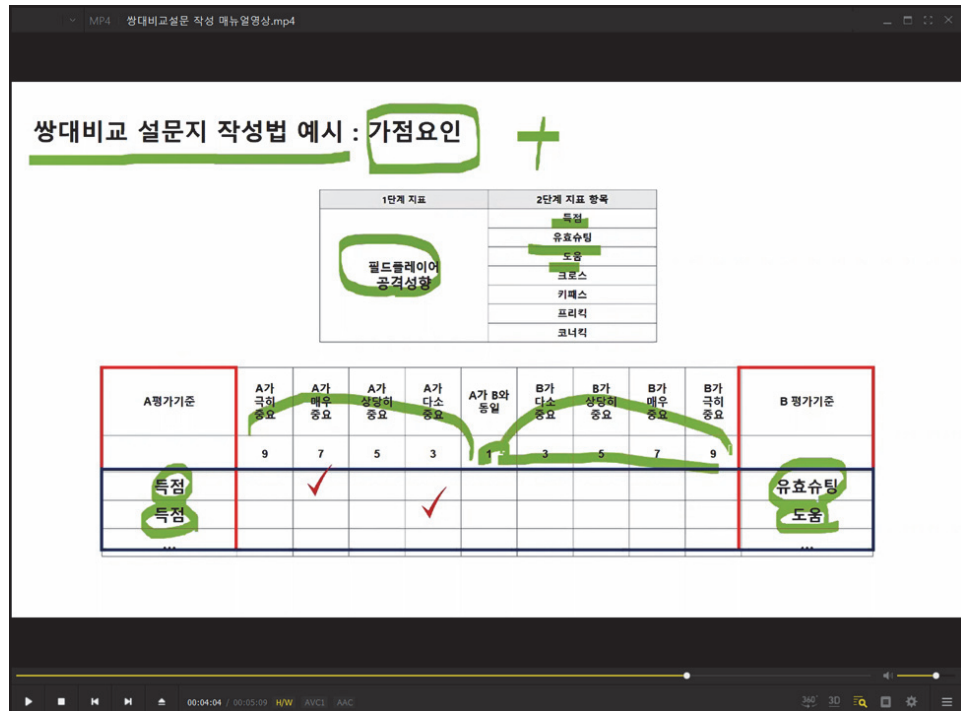 MP4 쌍대비교설문 작성 매뉴얼영상.mp4
쌍대비교 설문지 작성법 예시 : 가점요인 +
1단계 지표 2단계 지표 항목
필드플레이어
공격성향
득점
유효슈팅
도움
크로스
키패스
프리킥
코너킥
A평가기준
A가
극히
중요
A가
매우
중요
A가
상당히
중요
A가
다소
중요
A가 B와
동일
B가
다소
중요
B가
상당히
중요
B가
매우
중요
B가
극히
중요
B 평가기준
9 7 5 3 1 3 5 7 9
득점 유효슈팅
득점 도움
... ...
00:04:04 / 00:05:09 H/W AVC1 AAC
360° 3D